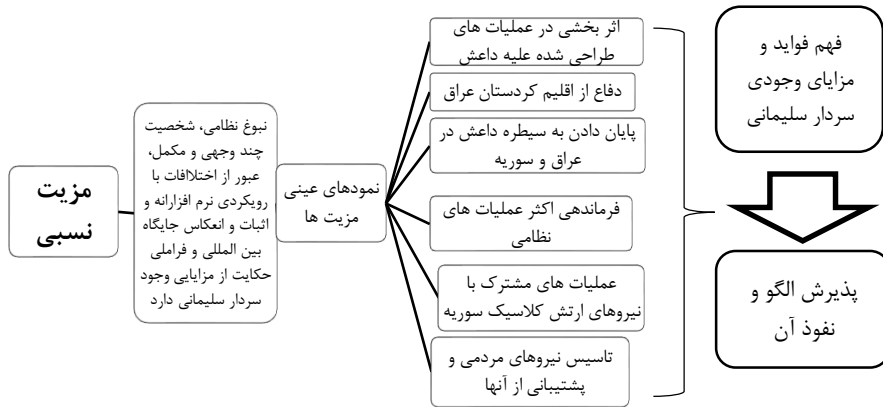 مزیت
نسبی
نبوغ نظامی، شخصیت
چند وجهی و مکمل،
عبور از اختلاافات با
رویکردی نرم افزارانه و
اثبات و انعکاس جایگاه
بین المللی و فراملی
حکایت از مزایایی وجود
سردار سلیمانی دارد
نمودهای عینی
مزیت ها
اثر بخشی در عملیات های
طراحی شده علیه داعش
دفاع از اقلیم کردستان عراق
پایان دادن به سیطره داعش در
عراق و سوریه
فرماندهی اکثر عملیات های
نظامی
عملیات های مشترک با
نیروهای ارتش کلاسیک سوریه
تاسیس نیروهای مردمی و
پشتیبانی از آنها
فهم فواید و
مزایای وجودی
سردار سلیمانی
پذیرش الگو و
نفوذ آن